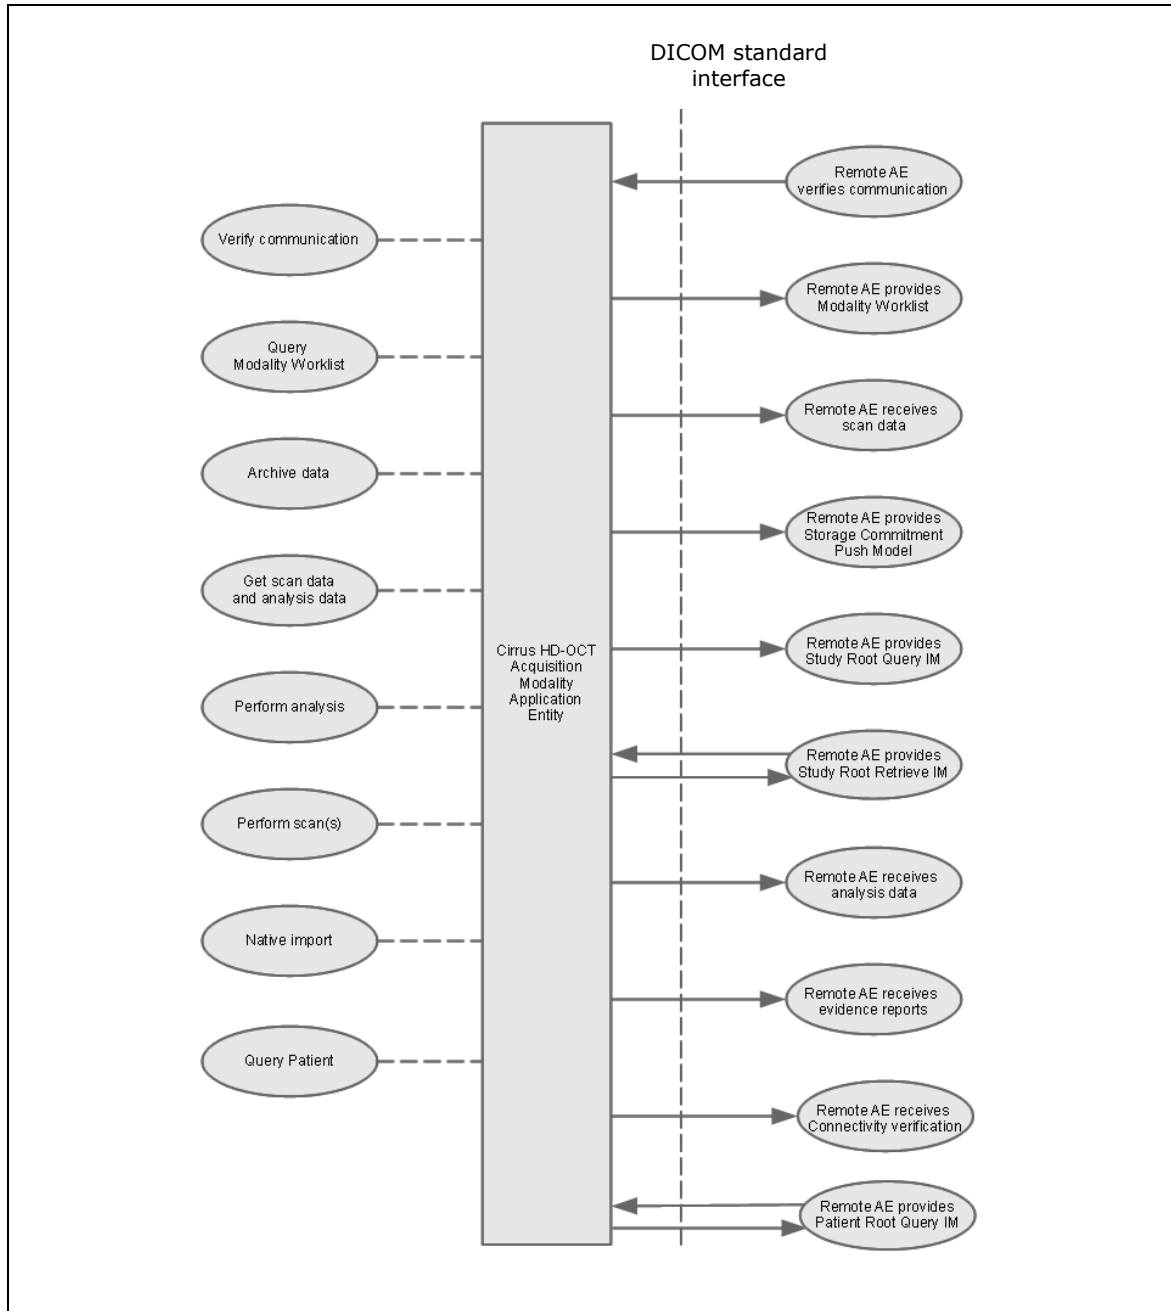 DICOM standard
interface
Verify communication
Query
Modality Worklist
Archive data
Get scan data
and analysis data
Perform analysis
Perform scan(s)
Native import
Query Patient
Cirrus HD-OCT
Acquisition
Modality
Application
Entity
Remote AE
verifies communication
Remote AE provides
Modality Worklist
Remote AE receives
scan data
Remote AE provides
Storage Commitment
Push Model
Remote AE provides
Study Root Query IM
Remote AE provides
Study Root Retrieve IM
Remote AE receives
analysis data
Remote AE receives
evidence reports
Remote AE receives
Connectivity verification
Remote AE provides
Patient Root Query IM